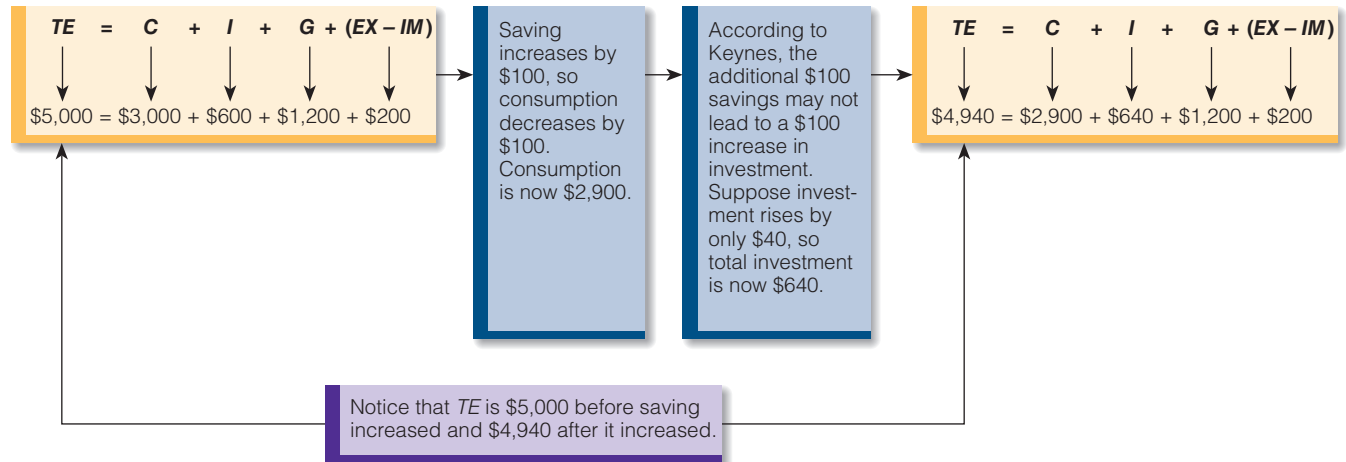 TE = C + I + G + (EX – IM)
$5,000 = $3,000 + $600 + $1,200 + $200
Saving
increases by
$100, so
consumption
decreases by
$100.
Consumption
is now $2,900.
According to
Keynes, the
additional $100
savings may not
lead to a $100
increase in
investment.
Suppose invest-
ment rises by
only $40, so
total investment
is now $640.
TE = C + I + G + (EX – IM)
$4,940 = $2,900 + $640 + $1,200 + $200
Notice that TE is $5,000 before saving
increased and $4,940 after it increased.